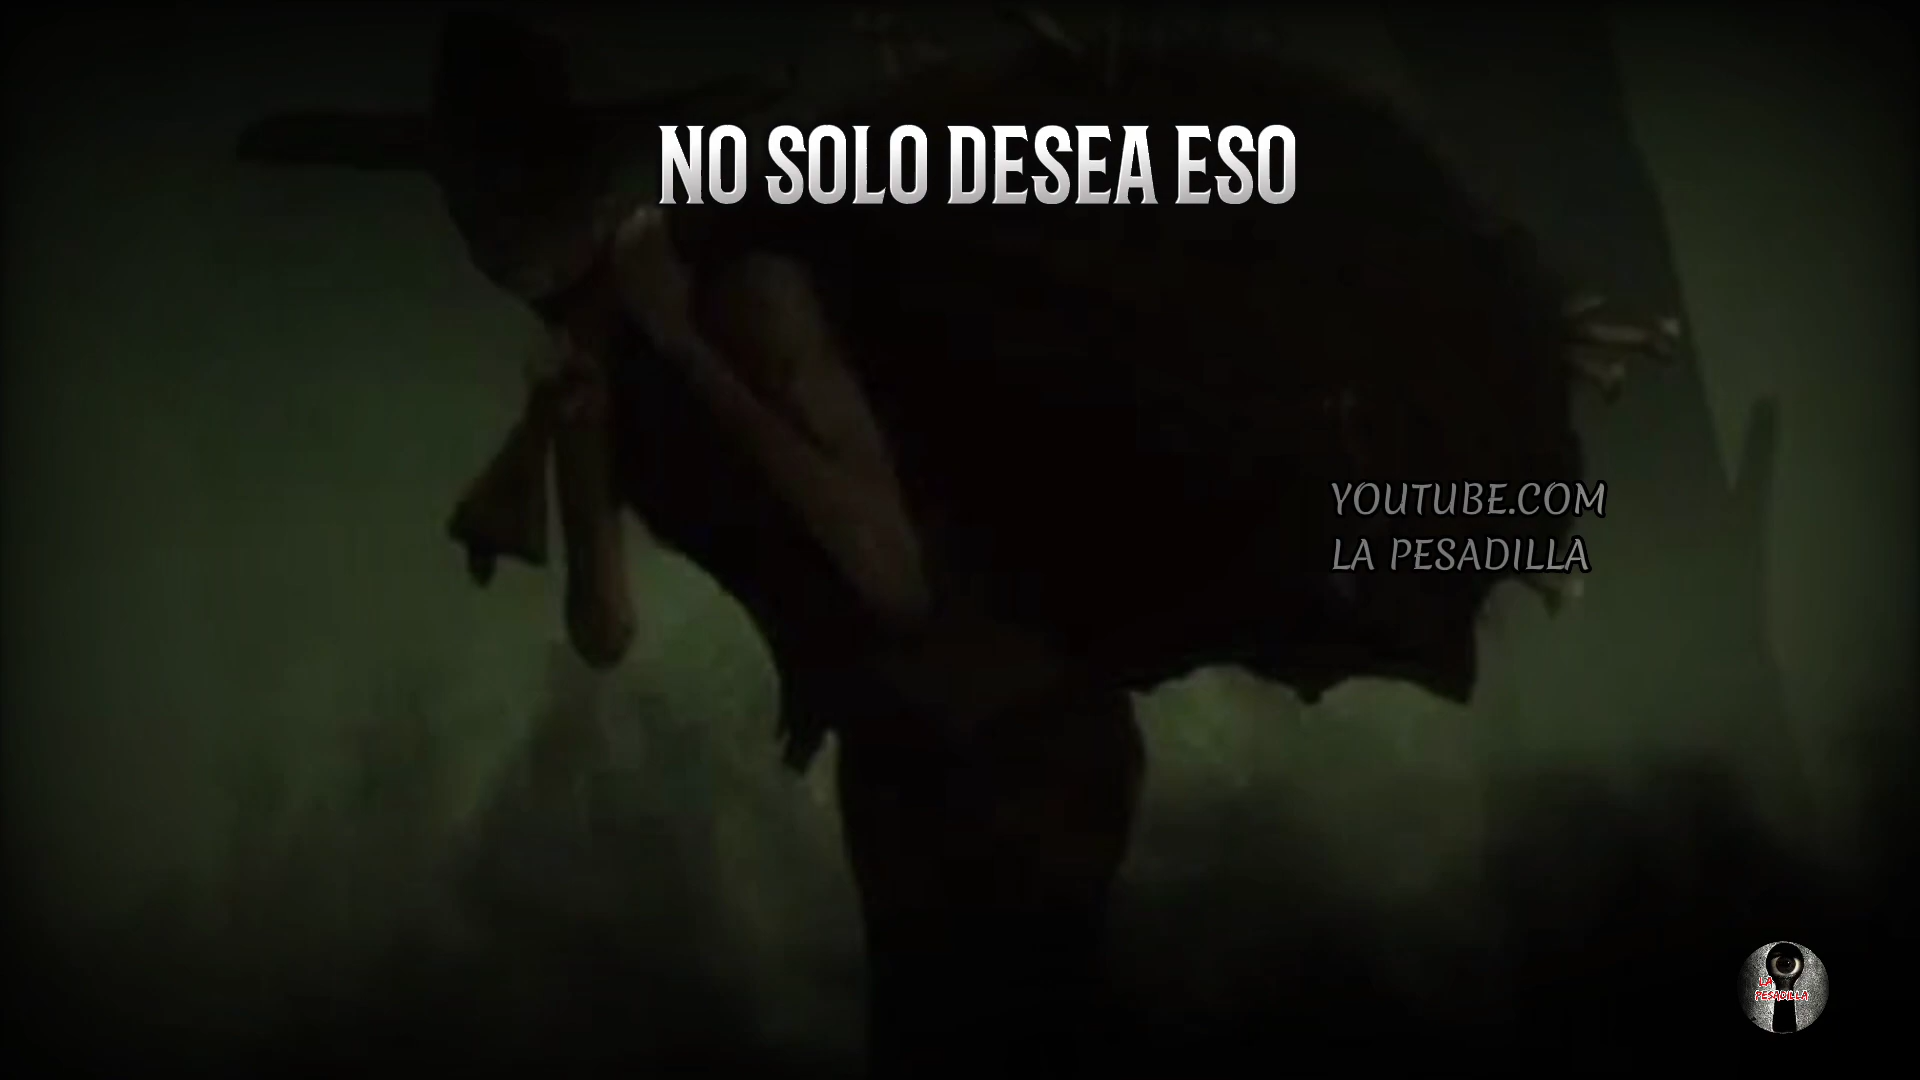 NO SOLO DESEA ESO
YOUTUBE.COM
LA PESADILLA
LA
PESADILLA